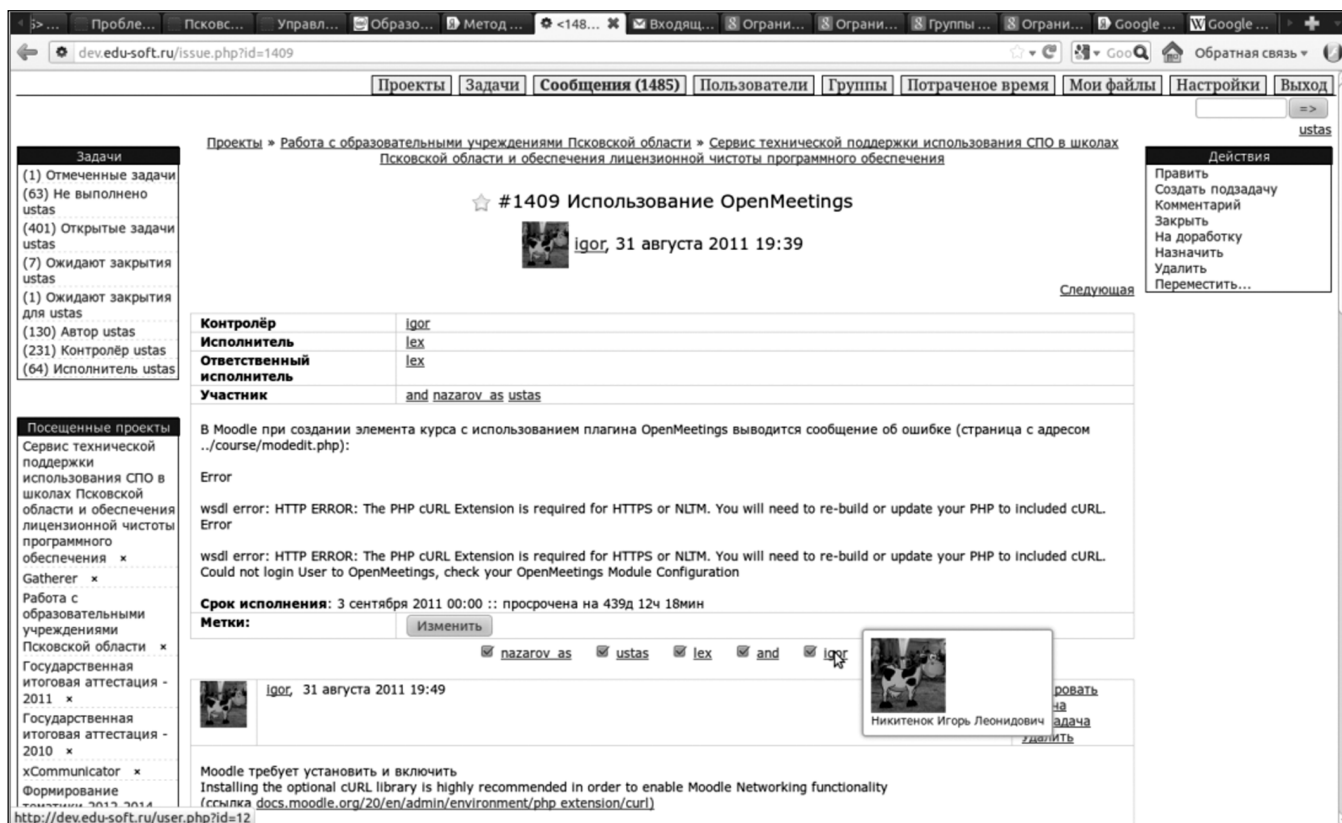 з>...
Пробле...
Псковс...
Управл...
Образо...
Метод ...
<148...
Входящ...
Ограни...
Ограни...
Группы ...
Ограни...
Google ...
Google ...
dev.edu-soft.ru/issue.php?id=1409
Goo
Обратная связь
Проекты Задачи Сообщения (1485) Пользователи Группы Потраченое время Мои файлы Настройки Выход
=>
ustas
Проекты » Работа с образовательными учреждениями Псковской области » Сервис технической поддержки использования СПО в школах
Псковской области и обеспечения лицензионной чистоты программного обеспечения
Задачи
(1) Отмеченные задачи
(63) Не выполнено
ustas
(401) Открытые задачи
ustas
(7) Ожидают закрытия
ustas
(1) Ожидают закрытия
для ustas
(130) Автор ustas
(231) Контролёр ustas
(64) Исполнитель ustas
Посещенные проекты
Сервис технической
поддержки
использования СПО в
школах Псковской
области и обеспечения
лицензионной чистоты
программного
обеспечения ×
Gatherer ×
Работа с
образовательными
учреждениями
Псковской области ×
Государственная
итоговая аттестация -
2011 ×
Государственная
итоговая аттестация -
2010 ×
xCommunicator ×
Формирование
тематики 2012-2014
#1409 Использование OpenMeetings
igor, 31 августа 2011 19:39
Следующая
Действия
Править
Создать подзадачу
Комментарий
Закрыть
На доработку
Назначить
Удалить
Переместить...
Контролёр igor
Исполнитель lex
Ответственный lex
исполнитель
Участник and nazarov_as ustas
В Moodle при создании элемента курса с использованием плагина OpenMeetings выводится сообщение об ошибке (страница с адресом
../course/modedit.php):
Error
wsdl error: HTTP ERROR: The PHP cURL Extension is required for HTTPS or NLTM. You will need to re-build or update your PHP to included cURL.
Error
wsdl error: HTTP ERROR: The PHP cURL Extension is required for HTTPS or NLTM. You will need to re-build or update your PHP to included cURL.
Could not login User to OpenMeetings, check your OpenMeetings Module Configuration
Срок исполнения: 3 сентября 2011 00:00 :: просрочена на 439д 12ч 18мин
Метки: Изменить
nazarov_as ustas lex and igor
Никитенок Игорь Леонидович
igor, 31 августа 2011 19:49
ровать
ча
адача
Удалить
Moodle требует установить и включить
Installing the optional cURL library is highly recommended in order to enable Moodle Networking functionality
(ссылка docs.moodle.org/20/en/admin/environment/php_extension/curl)
http://dev.edu-soft.ru/user.php?id=12